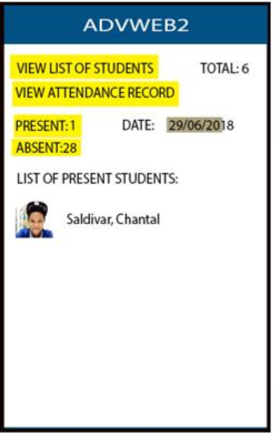 ADVWEB2
VIEW LIST OF STUDENTS TOTAL: 6
VIEW ATTENDANCE RECORD
PRESENT: 1 DATE: 29/06/2018
ABSENT:28
LIST OF PRESENT STUDENTS:
Saldivar, Chantal